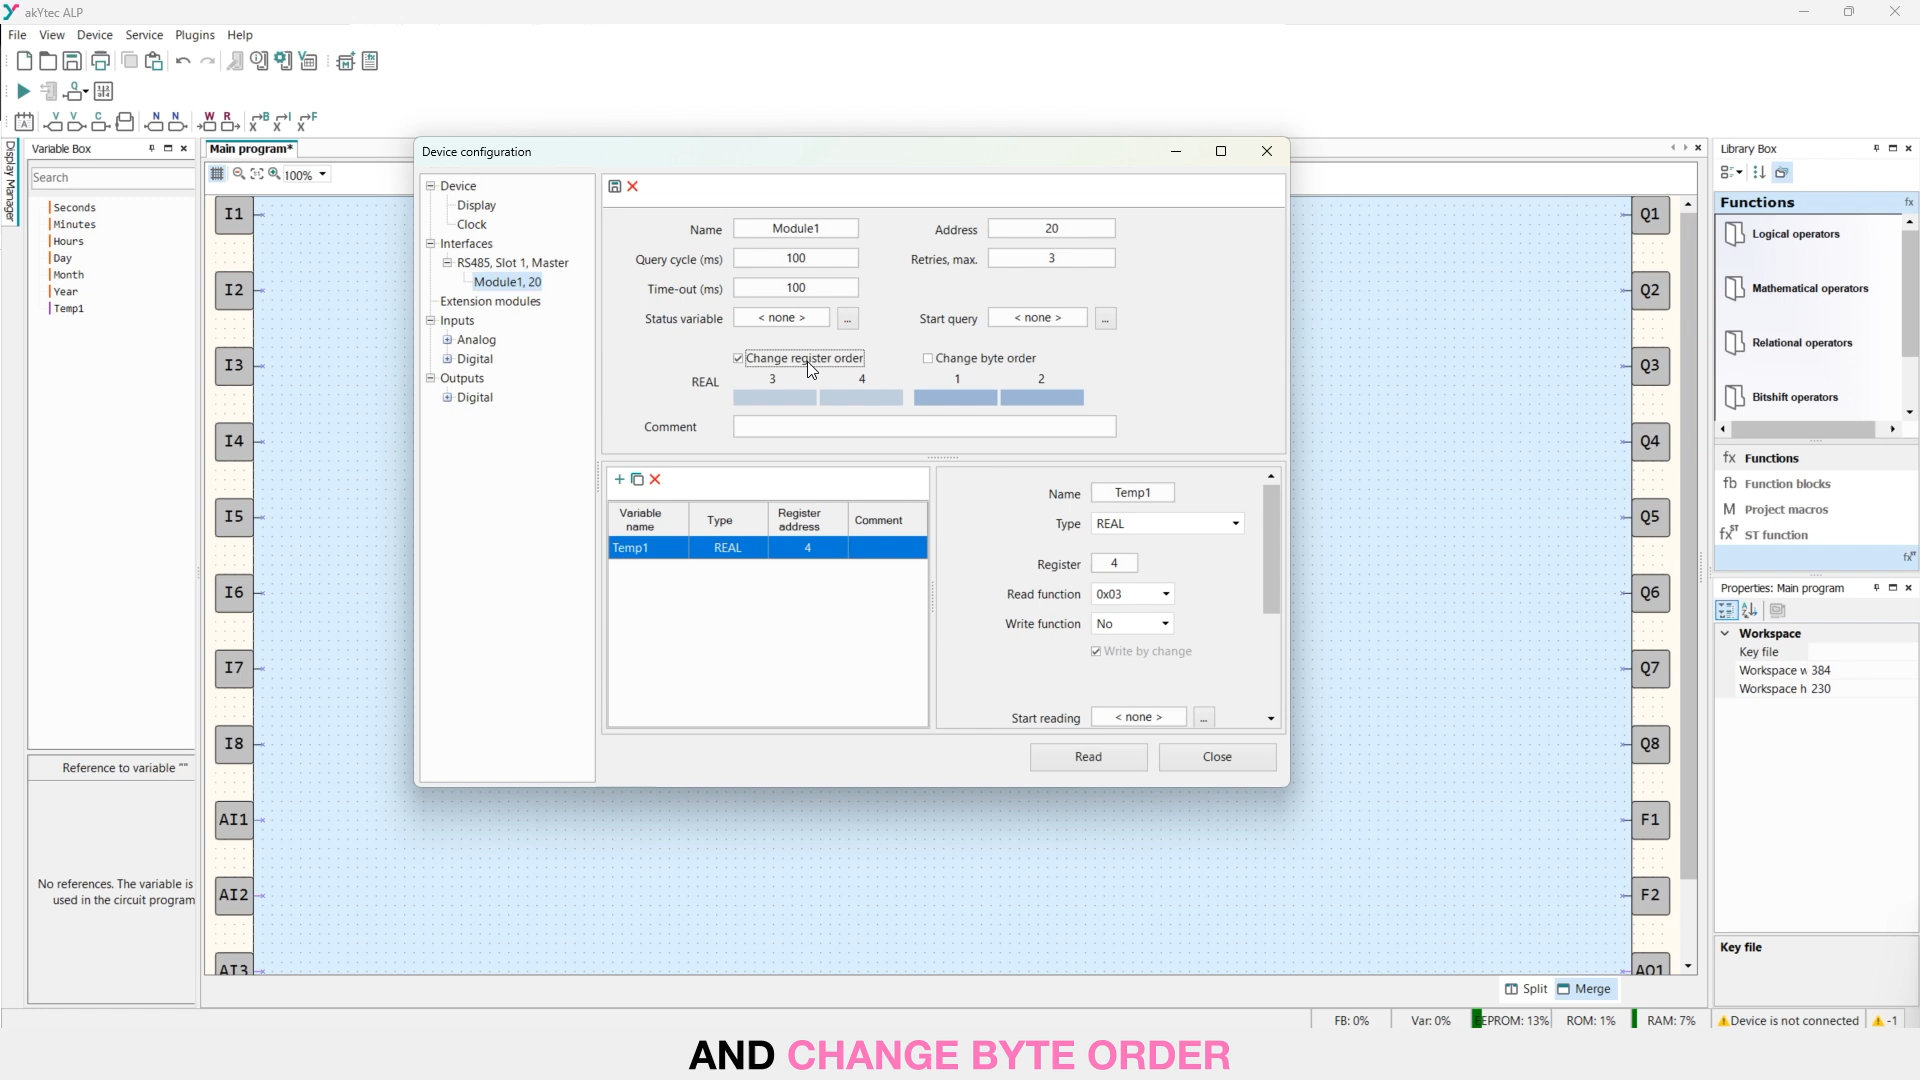 akYtec ALP
File View Device Service Plugins Help
Display Manager
Variable Box
Search
Seconds
Minutes
Hours
Day
Month
Year
Temp1
Reference to variable ""
No references. The variable is
used in the circuit program
Main program*
100%
I1
I2
I3
I4
I5
I6
I7
I8
AI1
AI2
AI3
Device configuration
Device
Display
Clock
Interfaces
RS485, Slot 1, Master
Module1, 20
Extension modules
Inputs
Analog
Digital
Outputs
Digital
Name Module1 Address 20
Query cycle (ms) 100 Retries, max. 3
Time-out (ms) 100
Status variable < none > ... Start query < none > ...
Change register order Change byte order
REAL 3 4 1 2
Comment
Variable name Type Register address Comment
Temp1 REAL 4
Name Temp1
Type REAL
Register 4
Read function 0x03
Write function No
Write by change
Start reading < none > ...
Read Close
Q1
Q2
Q3
Q4
Q5
Q6
Q7
Q8
F1
F2
AO1
Split Merge
Library Box
Functions fx
Logical operators
Mathematical operators
Relational operators
Bitshift operators
fx Functions
fb Function blocks
M Project macros
fx ST ST function
Properties: Main program
Workspace
Key file
Workspace w 384
Workspace h 230
Key file
FB: 0% Var: 0% EEPROM: 13% ROM: 1% RAM: 7% Device is not connected -1
AND CHANGE BYTE ORDER